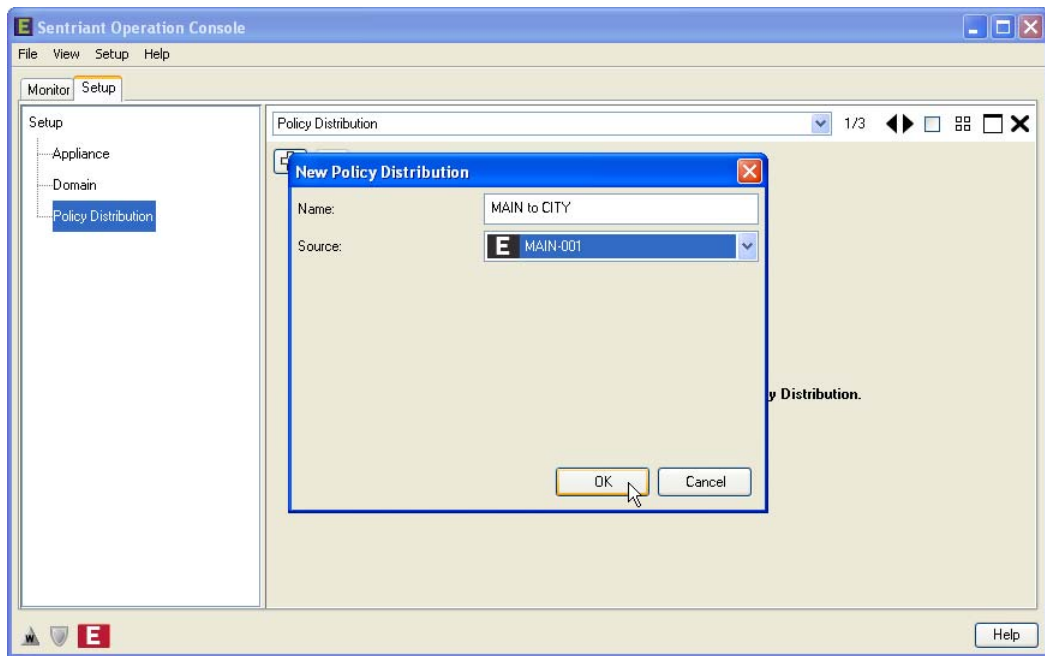 E Sentriant Operation Console
File View Setup Help
Monitor Setup
Setup
Appliance
Domain
Policy Distribution
Policy Distribution 1/3
New Policy Distribution
Name: MAIN to CITY
Source: E MAIN-001
y Distribution.
OK Cancel
W E Help